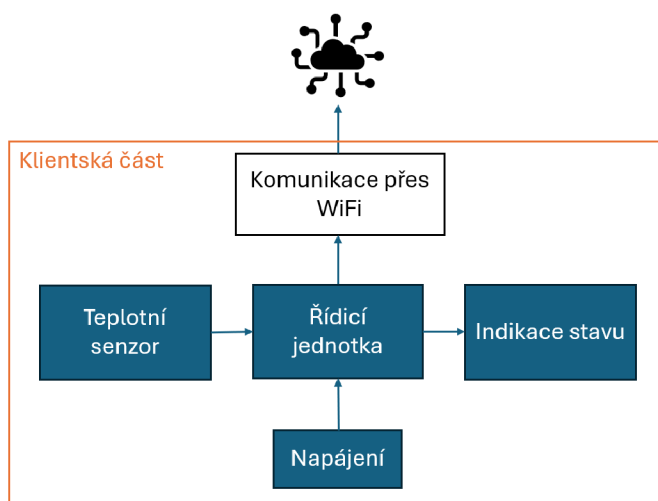 Klientská část
Komunikace přes
WiFi
Teplotní
senzor
Řídicí
jednotka
Indikace stavu
Napájení